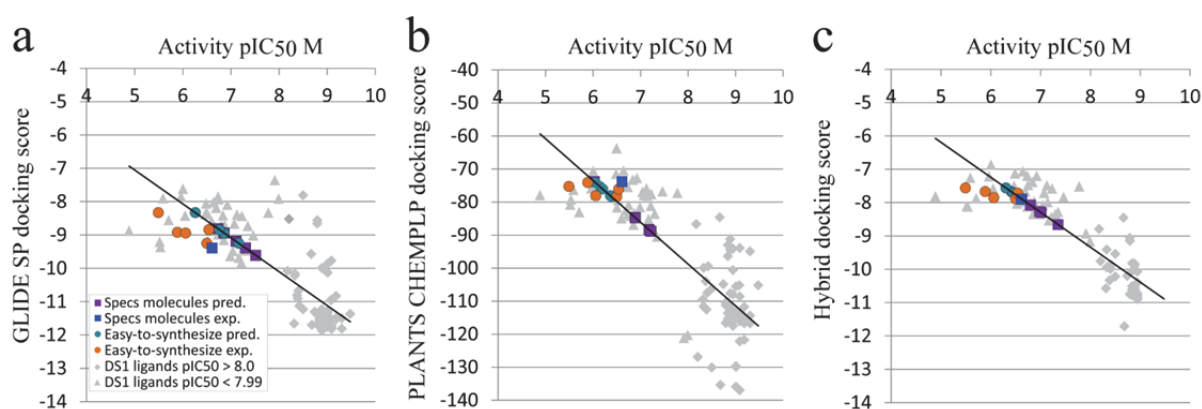 a
Activity pIC50 M
GLIDE SP docking score
-4
-5
-6
-7
-8
-9
-10
-11
-12
-13
-14
4 5 6 7 8 9 10
Specs molecules pred.
Specs molecules exp.
Easy-to-synthesize pred.
Easy-to-synthesize exp.
DS1 ligands pIC50 > 8.0
DS1 ligands pIC50 < 7.99
b
Activity pIC50 M
PLANTS CHEMPLP docking score
-40
-50
-60
-70
-80
-90
-100
-110
-120
-130
-140
4 5 6 7 8 9 10
c
Activity pIC50 M
Hybrid docking score
-4
-5
-6
-7
-8
-9
-10
-11
-12
-13
-14
4 5 6 7 8 9 10